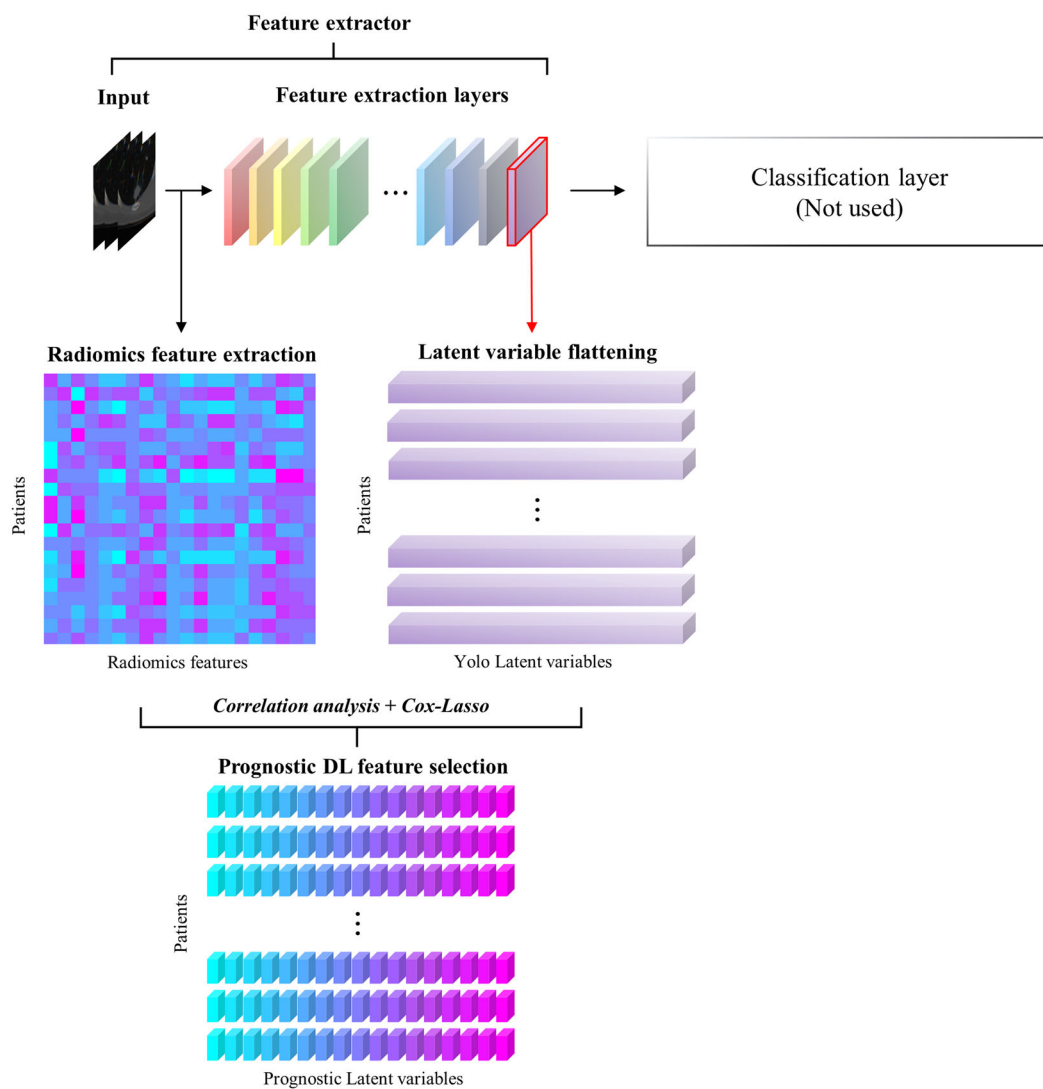 Feature extractor
Input
Feature extraction layers
...
Classification layer
(Not used)
Radiomics feature extraction
Latent variable flattening
Patients
Patients
Radiomics features
Yolo Latent variables
Correlation analysis + Cox-Lasso
Prognostic DL feature selection
Patients
Prognostic Latent variables